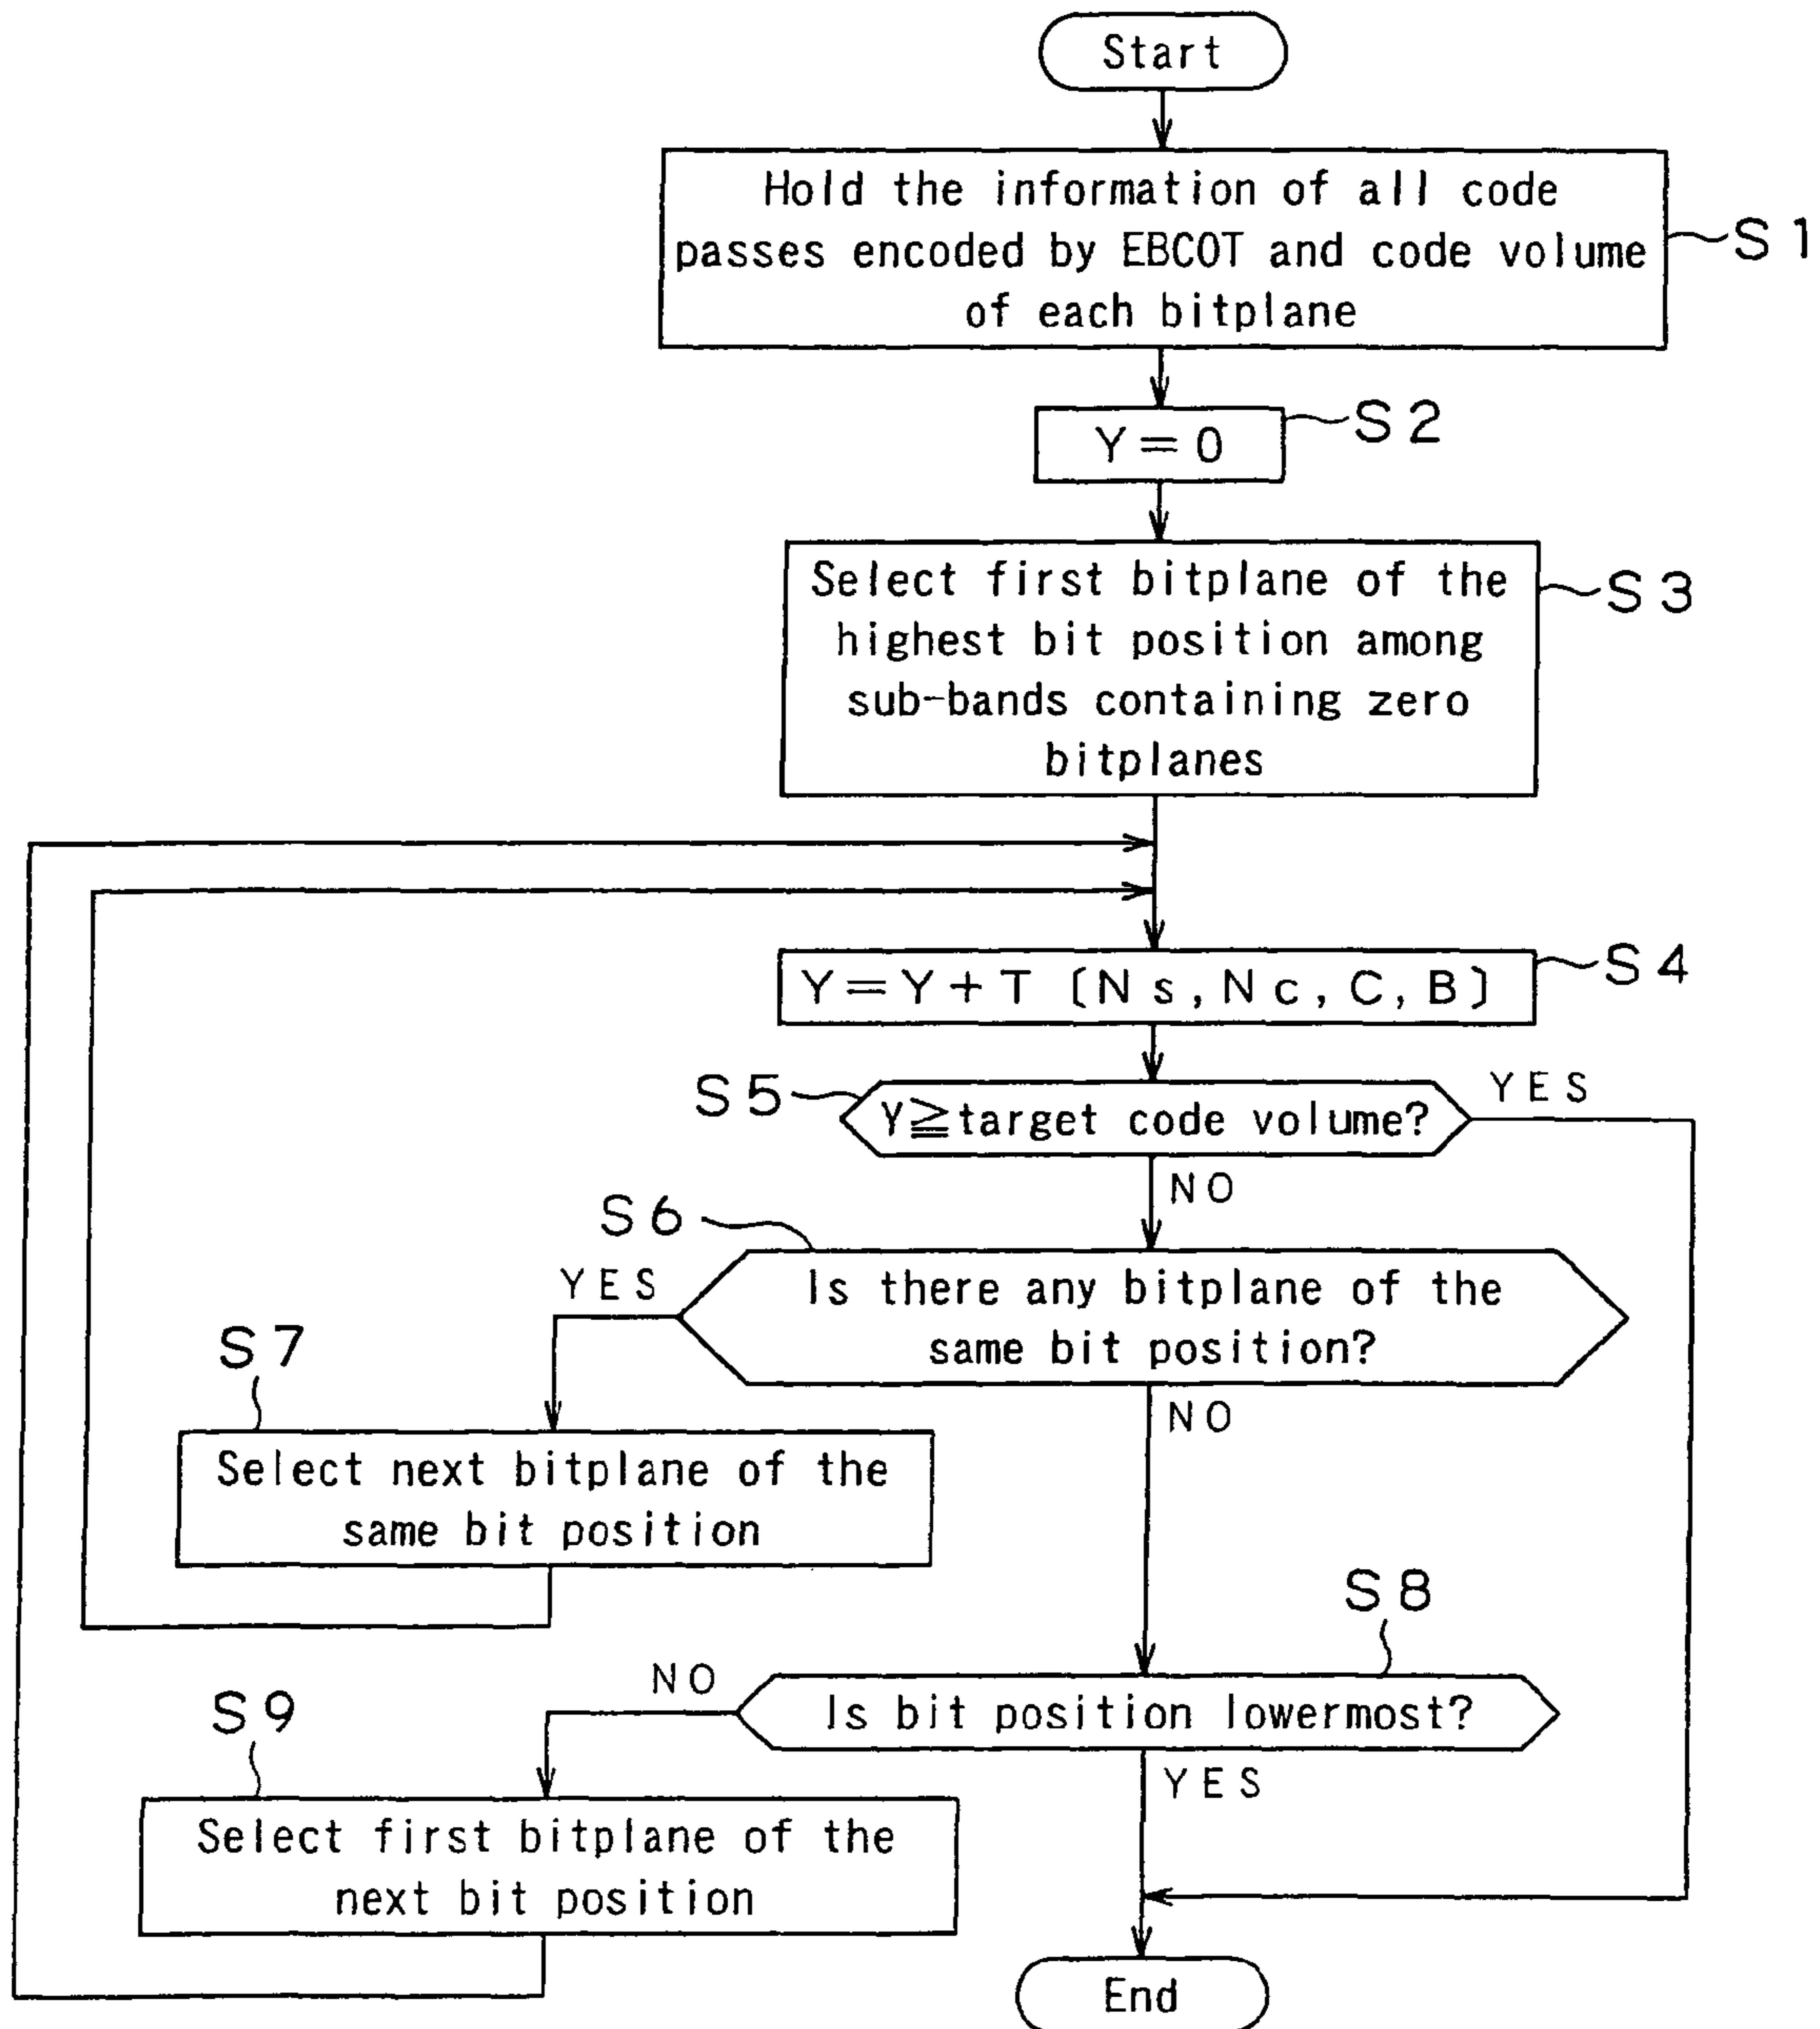 Start
Hold the information of all code
passes encoded by EBCOT and code volume
of each bitplane
S1
Y=0
S2
Select first bitplane of the
highest bit position among
sub-bands containing zero
bitplanes
S3
Y=Y+T [Ns,Nc,C,B]
S4
S5
Y≧target code volume?
YES
NO
S6
Is there any bitplane of the
same bit position?
YES
NO
S7
Select next bitplane of the
same bit position
S8
Is bit position lowermost?
NO
YES
S9
Select first bitplane of the
next bit position
End